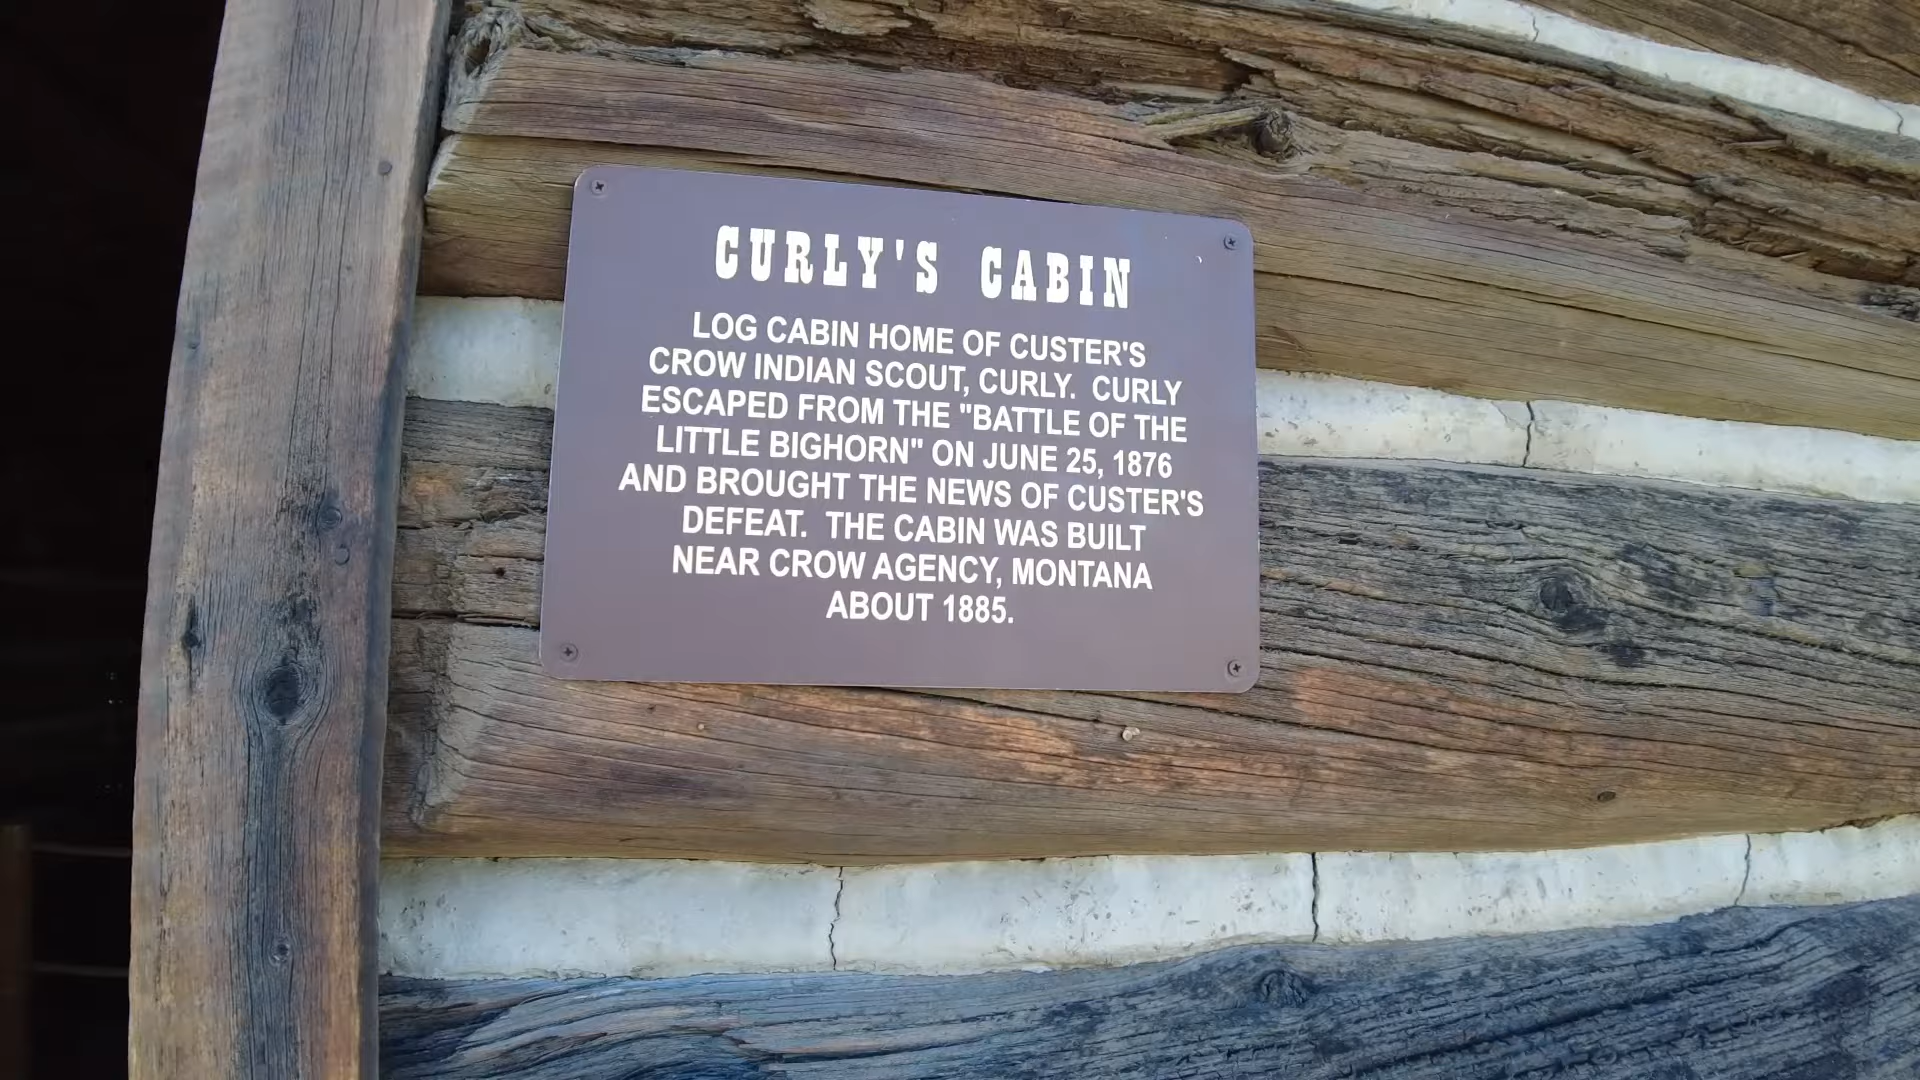 CURLY'S CABIN
LOG CABIN HOME OF CUSTER'S
CROW INDIAN SCOUT, CURLY. CURLY
ESCAPED FROM THE "BATTLE OF THE
LITTLE BIGHORN" ON JUNE 25, 1876
AND BROUGHT THE NEWS OF CUSTER'S
DEFEAT. THE CABIN WAS BUILT
NEAR CROW AGENCY, MONTANA
ABOUT 1885.